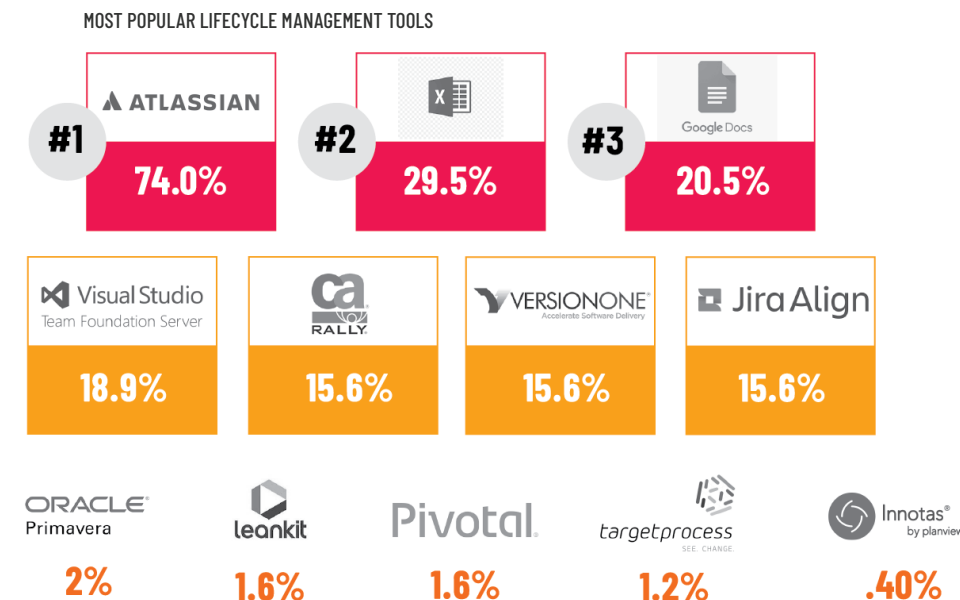 MOST POPULAR LIFECYCLE MANAGEMENT TOOLS
#1
ATLASSIAN
74.0%
#2
X
29.5%
#3
Google Docs
20.5%
Visual Studio
Team Foundation Server
18.9%
ca
RALLY
15.6%
VERSIONONE
Accelerate Software Delivery
15.6%
Jira Align
15.6%
ORACLE®
Primavera
2%
leankit
1.6%
Pivotal
1.6%
targetprocess
SEE. CHANGE.
1.2%
Innotas®
by planview
.40%